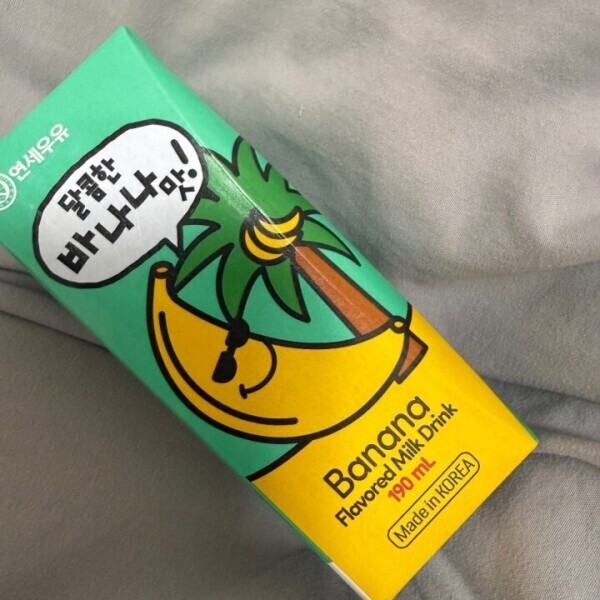 연세우유
달콤한
바나나
맛!
Banana
Flavored Milk Drink
190 mL
Made in KOREA